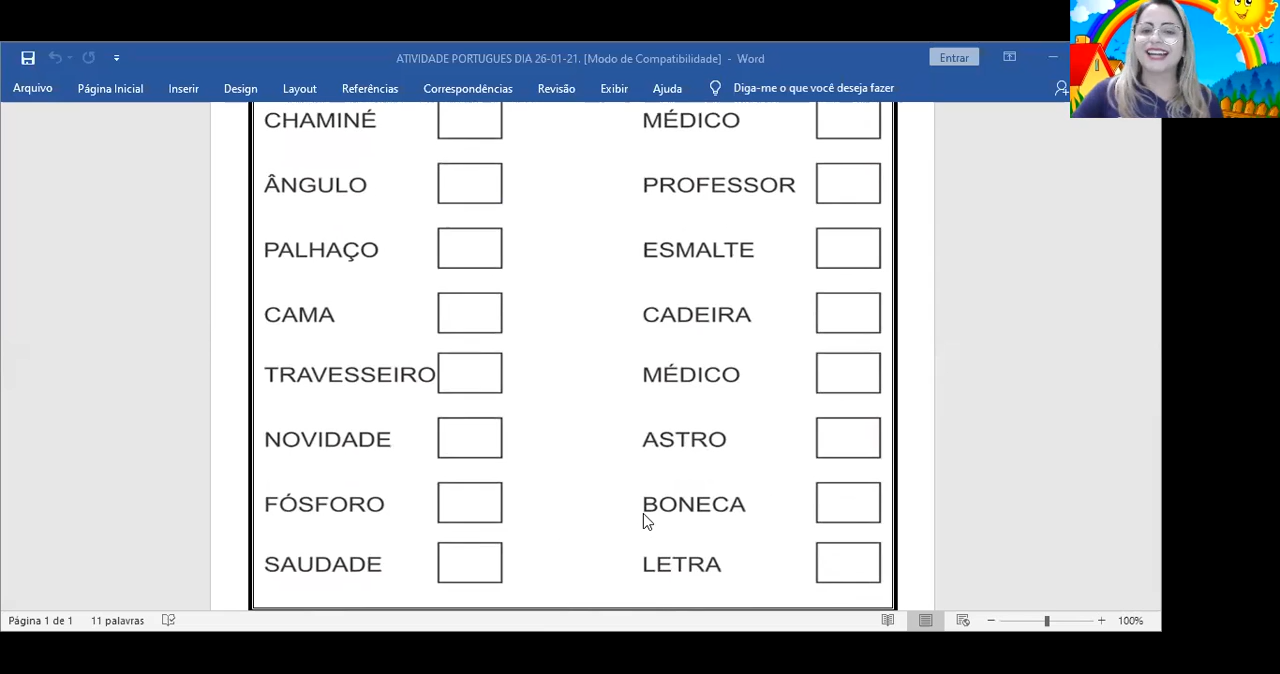 ATIVIDADE PORTUGUES DIA 26-01-21. [Modo de Compatibilidade] - Word
Entrar
Arquivo Página Inicial Inserir Design Layout Referências Correspondências Revisão Exibir Ajuda Diga-me o que você deseja fazer
CHAMINÉ MÉDICO
ÂNGULO PROFESSOR
PALHAÇO ESMALTE
CAMA CADEIRA
TRAVESSEIRO MÉDICO
NOVIDADE ASTRO
FÓSFORO BONECA
SAUDADE LETRA
Página 1 de 1 11 palavras 100%